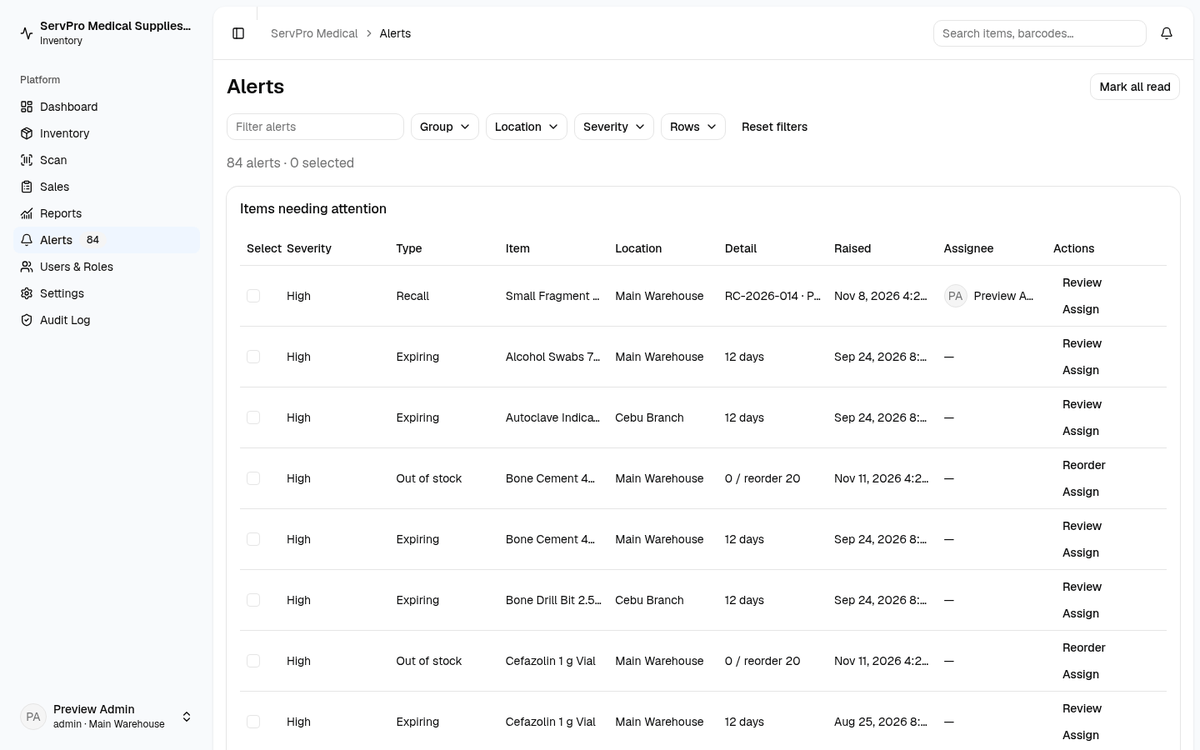 ServPro Medical Supplies...
Inventory
Platform
Dashboard
Inventory
Scan
Sales
Reports
Alerts 84
Users & Roles
Settings
Audit Log
PA Preview Admin
admin · Main Warehouse
ServPro Medical > Alerts
Search items, barcodes...
Alerts
Mark all read
Filter alerts Group Location Severity Rows Reset filters
84 alerts · 0 selected
Items needing attention
Select Severity Type Item Location Detail Raised Assignee Actions
High Recall Small Fragment ... Main Warehouse RC-2026-014 · P... Nov 8, 2026 4:2... PA Preview A... Review
Assign
High Expiring Alcohol Swabs 7... Main Warehouse 12 days Sep 24, 2026 8:... — Review
Assign
High Expiring Autoclave Indica... Cebu Branch 12 days Sep 24, 2026 8:... — Review
Assign
High Out of stock Bone Cement 4... Main Warehouse 0 / reorder 20 Nov 11, 2026 4:2... — Reorder
Assign
High Expiring Bone Cement 4... Main Warehouse 12 days Sep 24, 2026 8:... — Review
Assign
High Expiring Bone Drill Bit 2.5... Cebu Branch 12 days Sep 24, 2026 8:... — Review
Assign
High Out of stock Cefazolin 1 g Vial Main Warehouse 0 / reorder 20 Nov 11, 2026 4:2... — Reorder
Assign
High Expiring Cefazolin 1 g Vial Main Warehouse 12 days Aug 25, 2026 8:... — Review
Assign